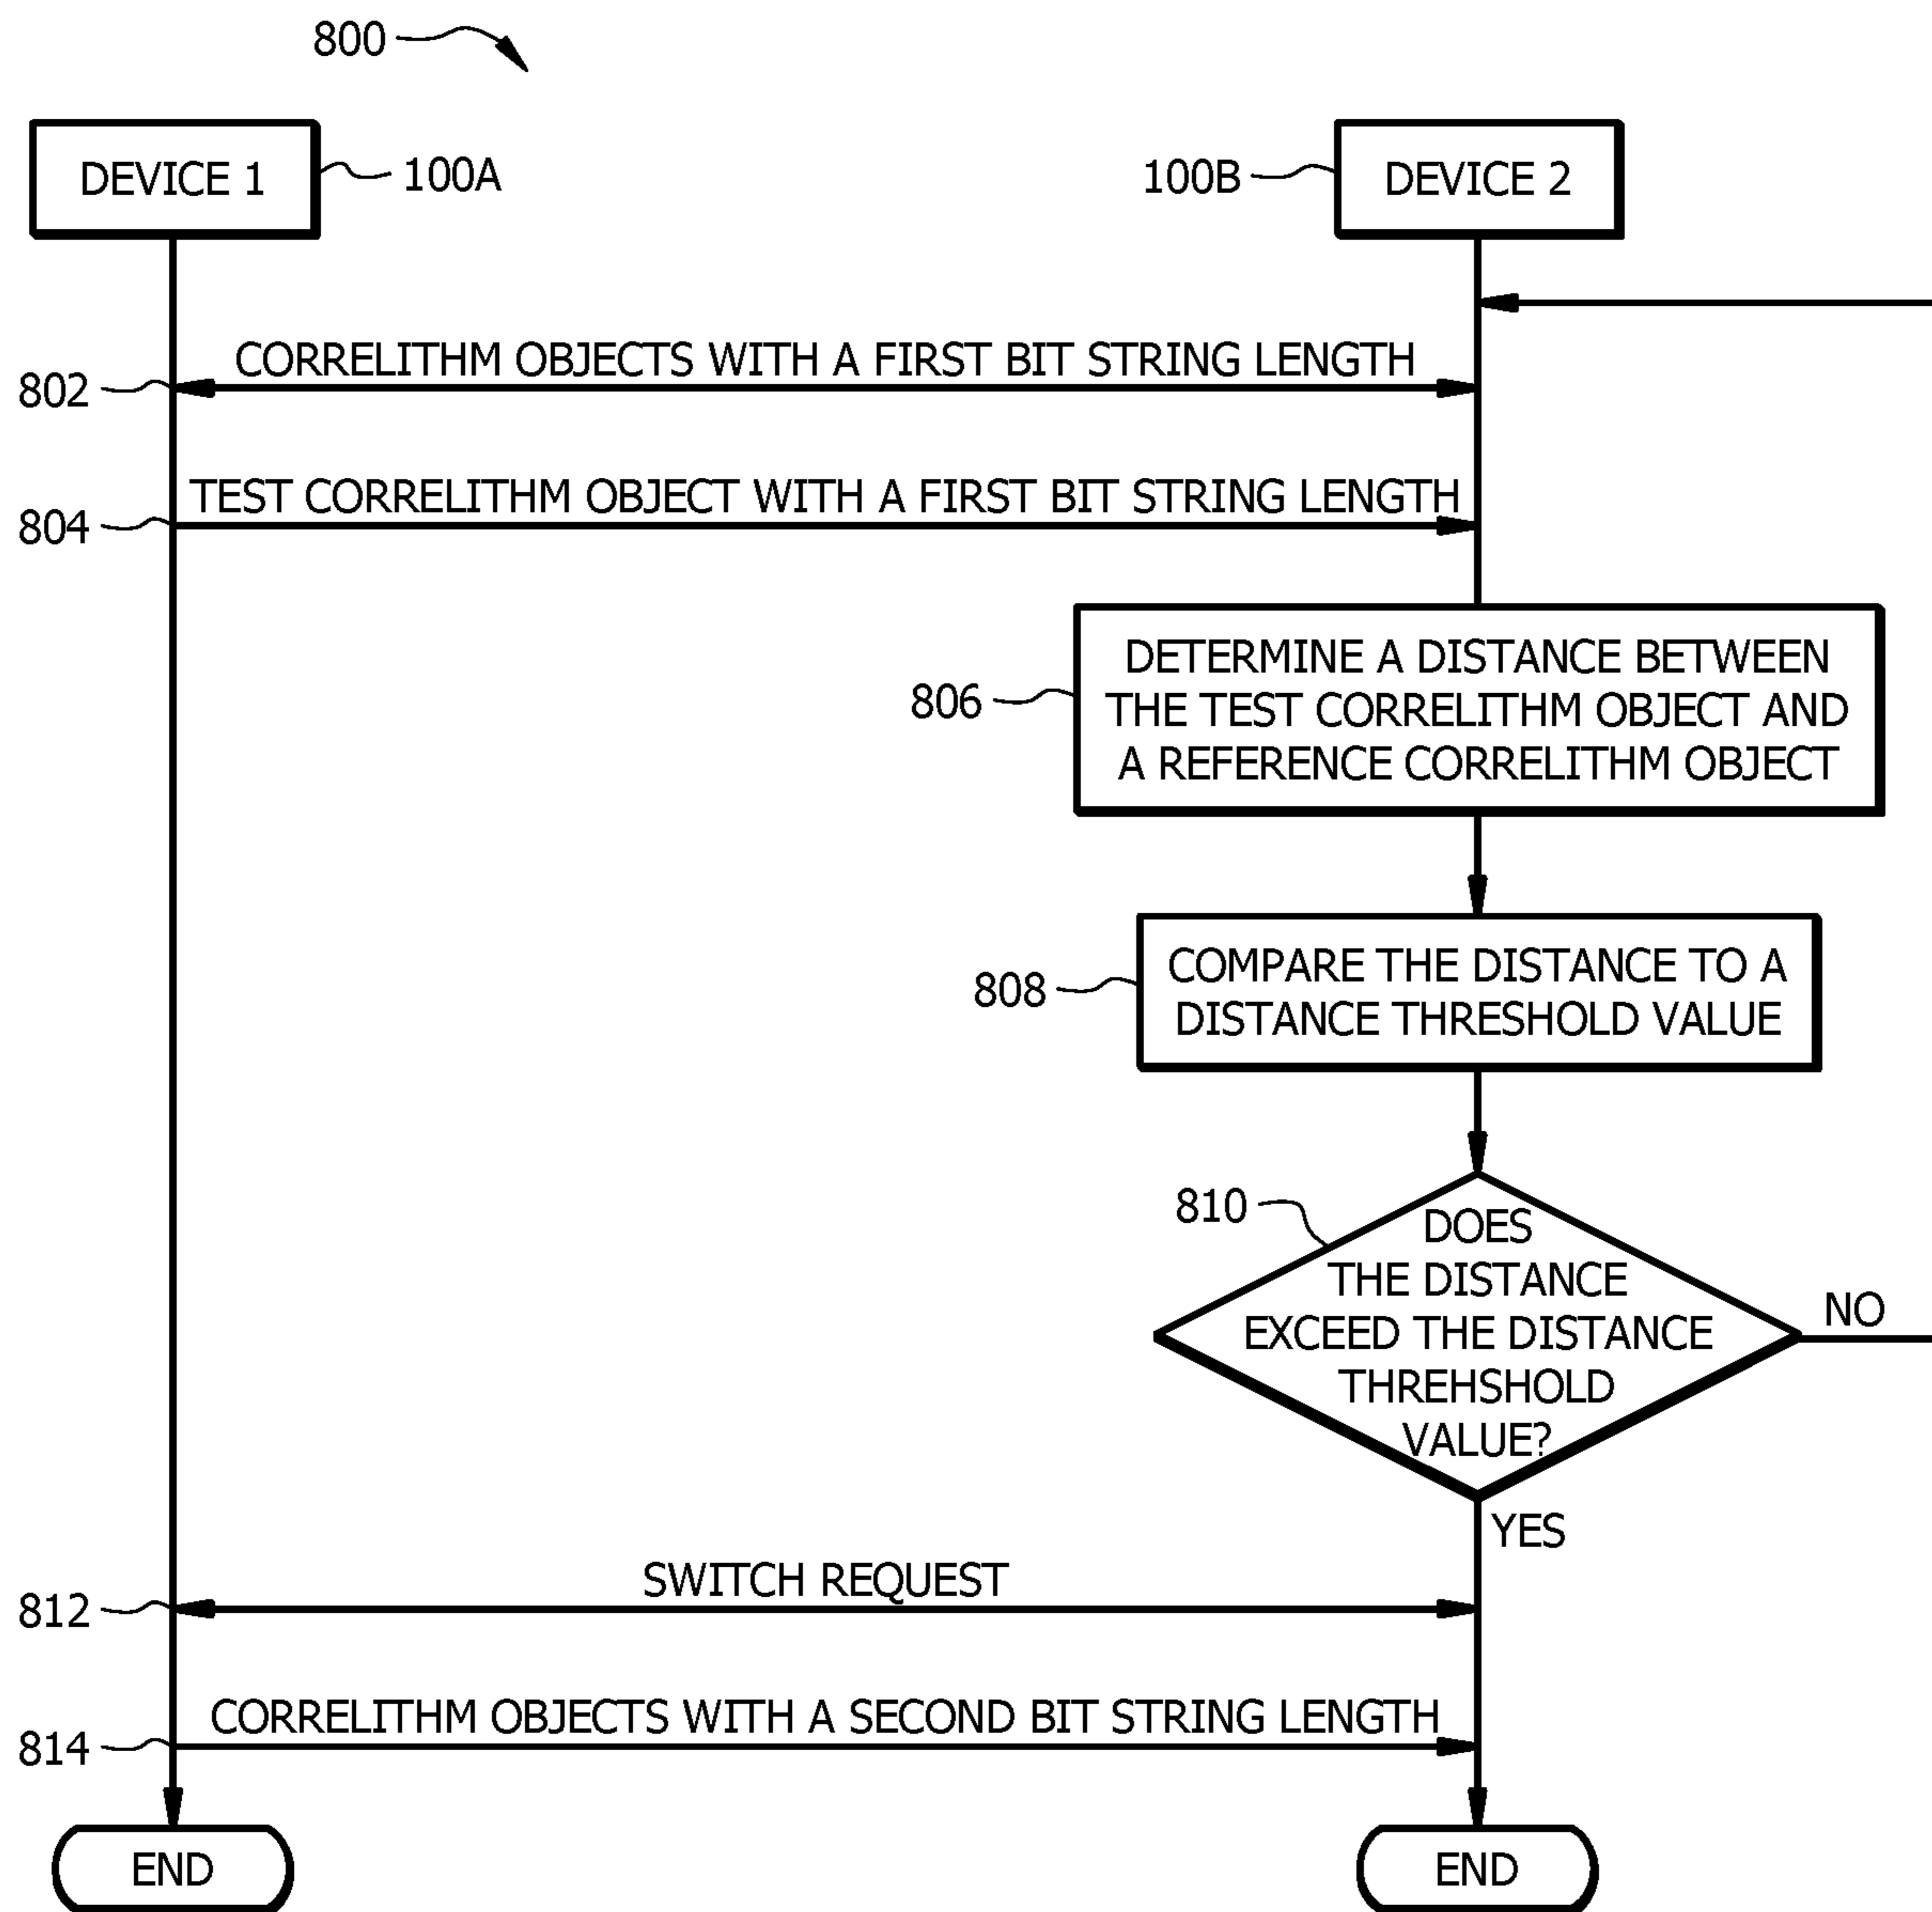 800
DEVICE 1
100A
100B
DEVICE 2
CORRELITHM OBJECTS WITH A FIRST BIT STRING LENGTH
802
TEST CORRELITHM OBJECT WITH A FIRST BIT STRING LENGTH
804
DETERMINE A DISTANCE BETWEEN
THE TEST CORRELITHM OBJECT AND
A REFERENCE CORRELITHM OBJECT
806
COMPARE THE DISTANCE TO A
DISTANCE THRESHOLD VALUE
808
810
DOES
THE DISTANCE
EXCEED THE DISTANCE
THREHSHOLD
VALUE?
NO
YES
SWITCH REQUEST
812
CORRELITHM OBJECTS WITH A SECOND BIT STRING LENGTH
814
END
END